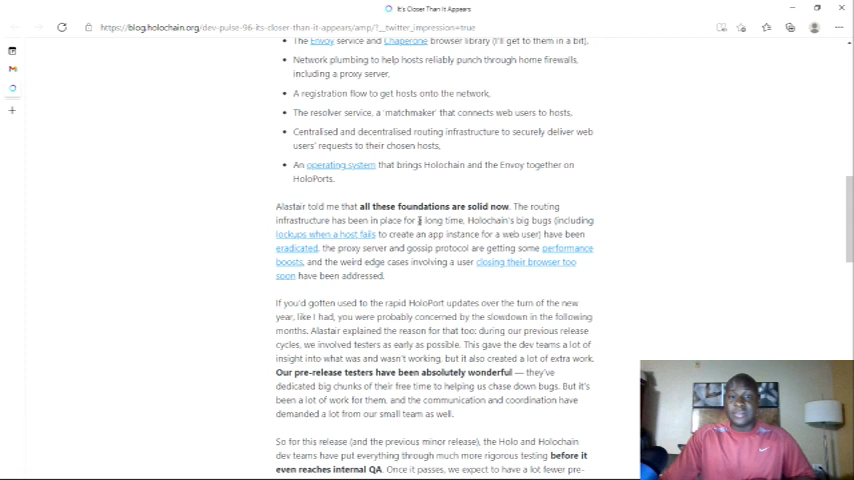 It's Closer Than It Appears
https://blog.holochain.org/dev-pulse-96-its-closer-than-it-appears/amp/?__twitter_impression=true
The Envoy service and Chaperone browser library (I'll get to them in a bit),
Network plumbing to help hosts reliably punch through home firewalls,
including a proxy server,
A registration flow to get hosts onto the network,
The resolver service, a 'matchmaker' that connects web users to hosts,
Centralised and decentralised routing infrastructure to securely deliver web
users' requests to their chosen hosts,
An operating system that brings Holochain and the Envoy together on
HoloPorts.
Alastair told me that all these foundations are solid now. The routing
infrastructure has been in place for a long time. Holochain's big bugs (including
lockups when a host fails to create an app instance for a web user) have been
eradicated, the proxy server and gossip protocol are getting some performance
boosts, and the weird edge cases involving a user closing their browser too
soon have been addressed.
If you'd gotten used to the rapid HoloPort updates over the turn of the new
year, like I had, you were probably concerned by the slowdown in the following
months. Alastair explained the reason for that too: during our previous release
cycles, we involved testers as early as possible. This gave the dev teams a lot of
insight into what was and wasn't working, but it also created a lot of extra work.
Our pre-release testers have been absolutely wonderful — they've
dedicated big chunks of their free time to helping us chase down bugs. But it's
been a lot of work for them, and the communication and coordination have
demanded a lot from our small team as well.
So for this release (and the previous minor release), the Holo and Holochain
dev teams have put everything through much more rigorous testing before it
even reaches internal QA. Once it passes, we expect to have a lot fewer pre-